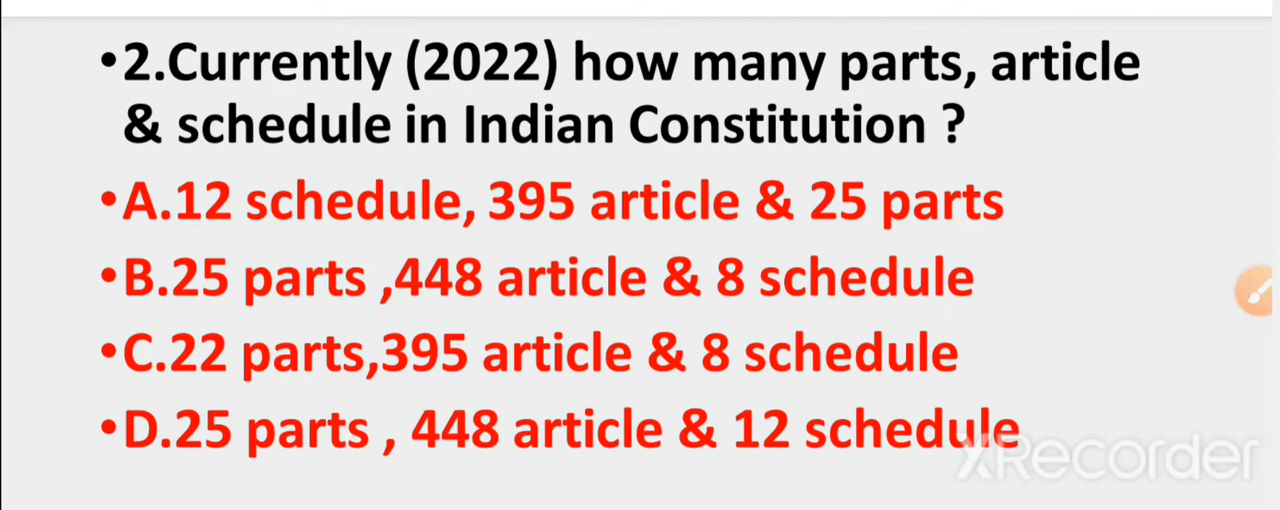 •2.Currently (2022) how many parts, article
& schedule in Indian Constitution ?
•A.12 schedule, 395 article & 25 parts
•B.25 parts ,448 article & 8 schedule
•C.22 parts,395 article & 8 schedule
•D.25 parts , 448 article & 12 schedule
XRecorder